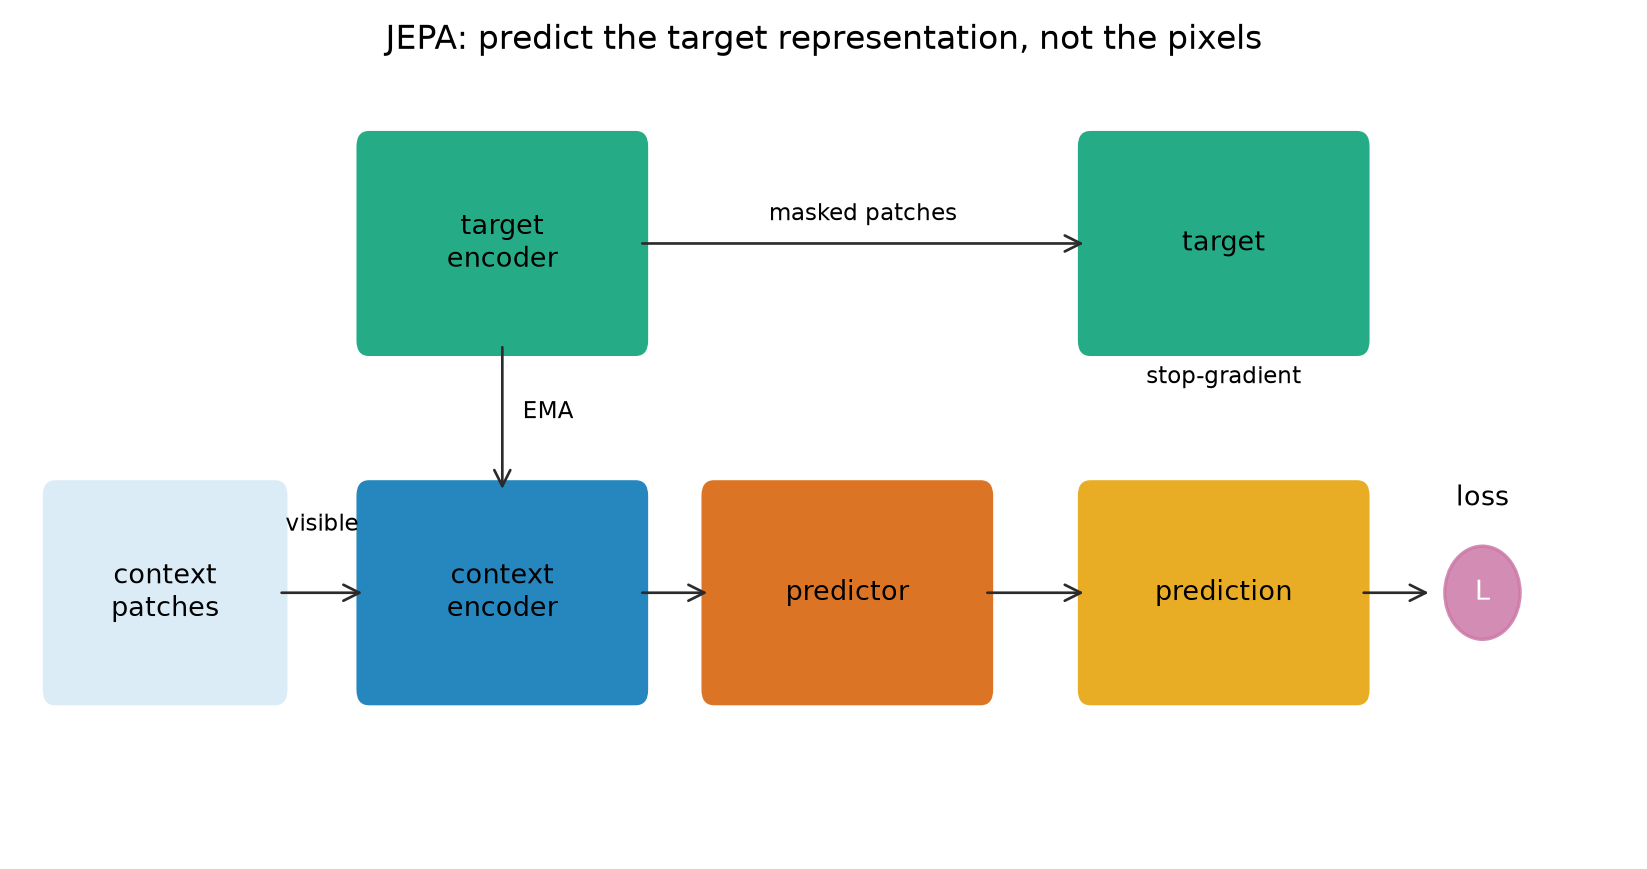 JEPA: predict the target representation, not the pixels
target
encoder
masked patches
target
stop-gradient
EMA
context
patches
visible
context
encoder
predictor
prediction
loss
L